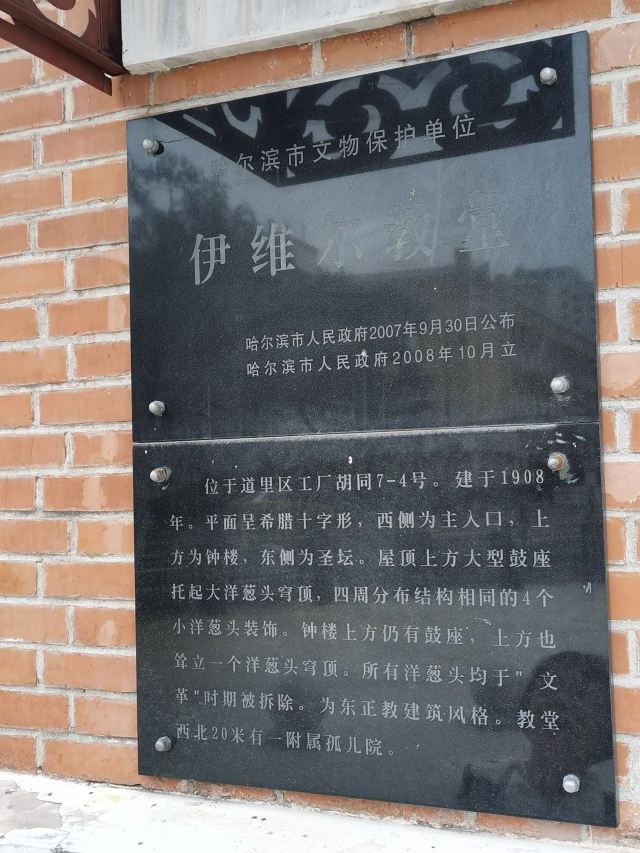 哈尔滨市文物保护单位
伊维尔教堂
哈尔滨市人民政府2007年9月30日公布
哈尔滨市人民政府2008年10月立
位于道里区工厂胡同7-4号。建于1908
年。平面呈希腊十字形，西侧为主入口，上
方为钟楼，东侧为圣坛。屋顶上方大型鼓座
托起大洋葱头穹顶，四周分布结构相同的4个
小洋葱头装饰。钟楼上方仍有鼓座，上方也
耸立一个洋葱头穹顶。所有洋葱头均于"文
革"时期被拆除。为东正教建筑风格。教堂
西北20米有一附属孤儿院。